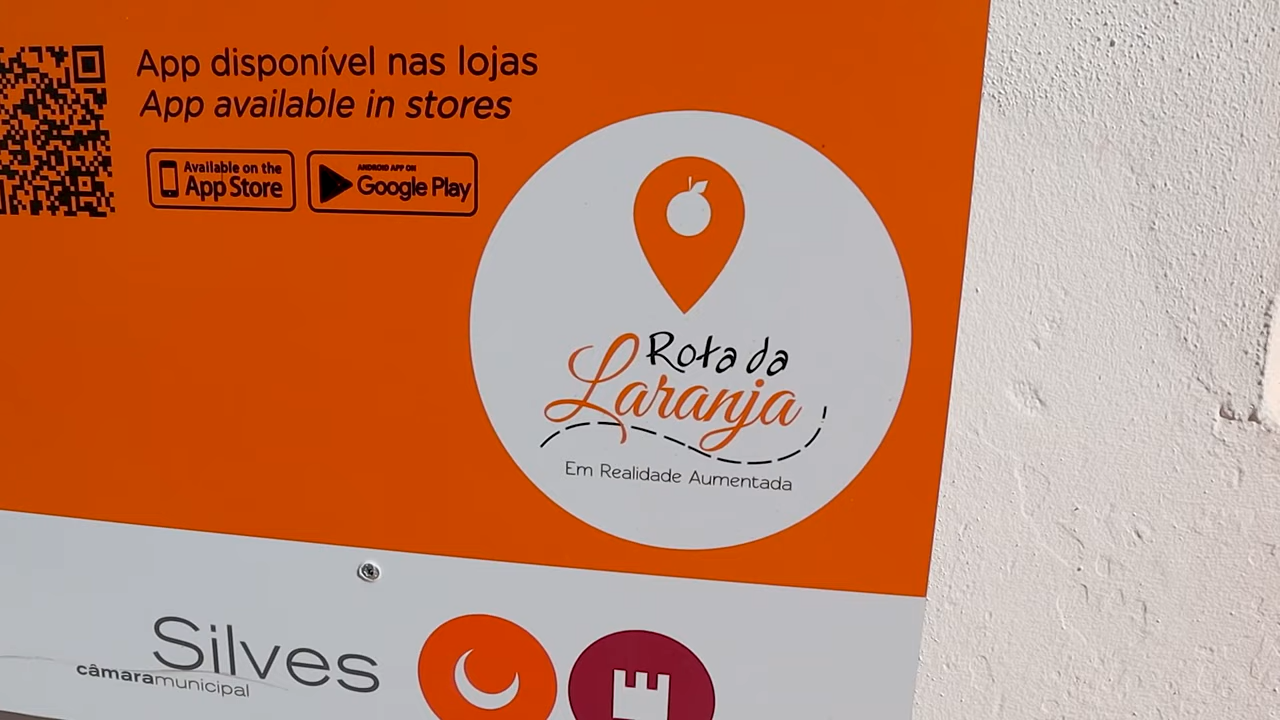 App disponível nas lojas
App available in stores
Available on the
App Store
ANDROID APP ON
Google Play
Rota da
Laranja
Em Realidade Aumentada
Silves
câmaramunicipal